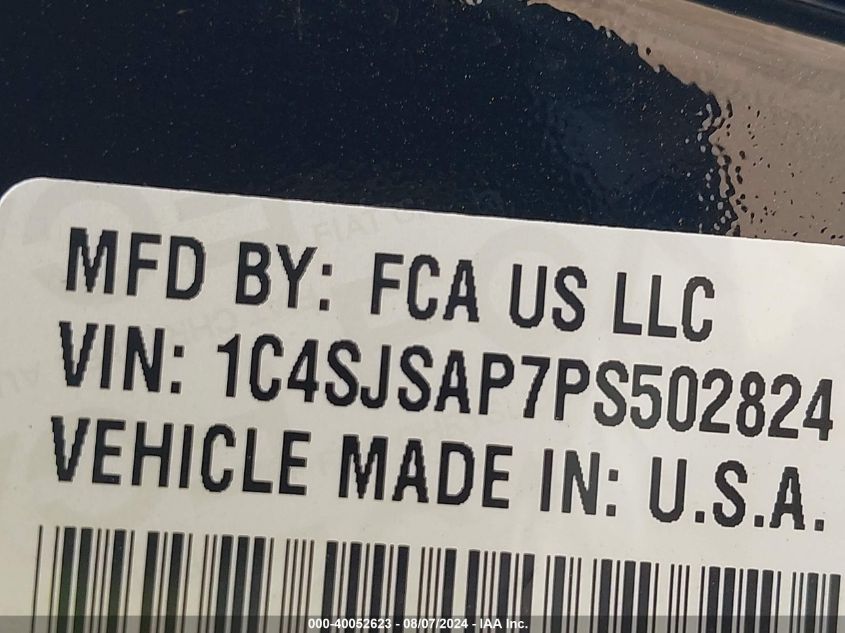 MFD BY: FCA US LLC
VIN: 1C4SJSAP7PS502824
VEHICLE MADE IN: U.S.A.
000-40052623 - 08/07/2024 - IAA Inc.